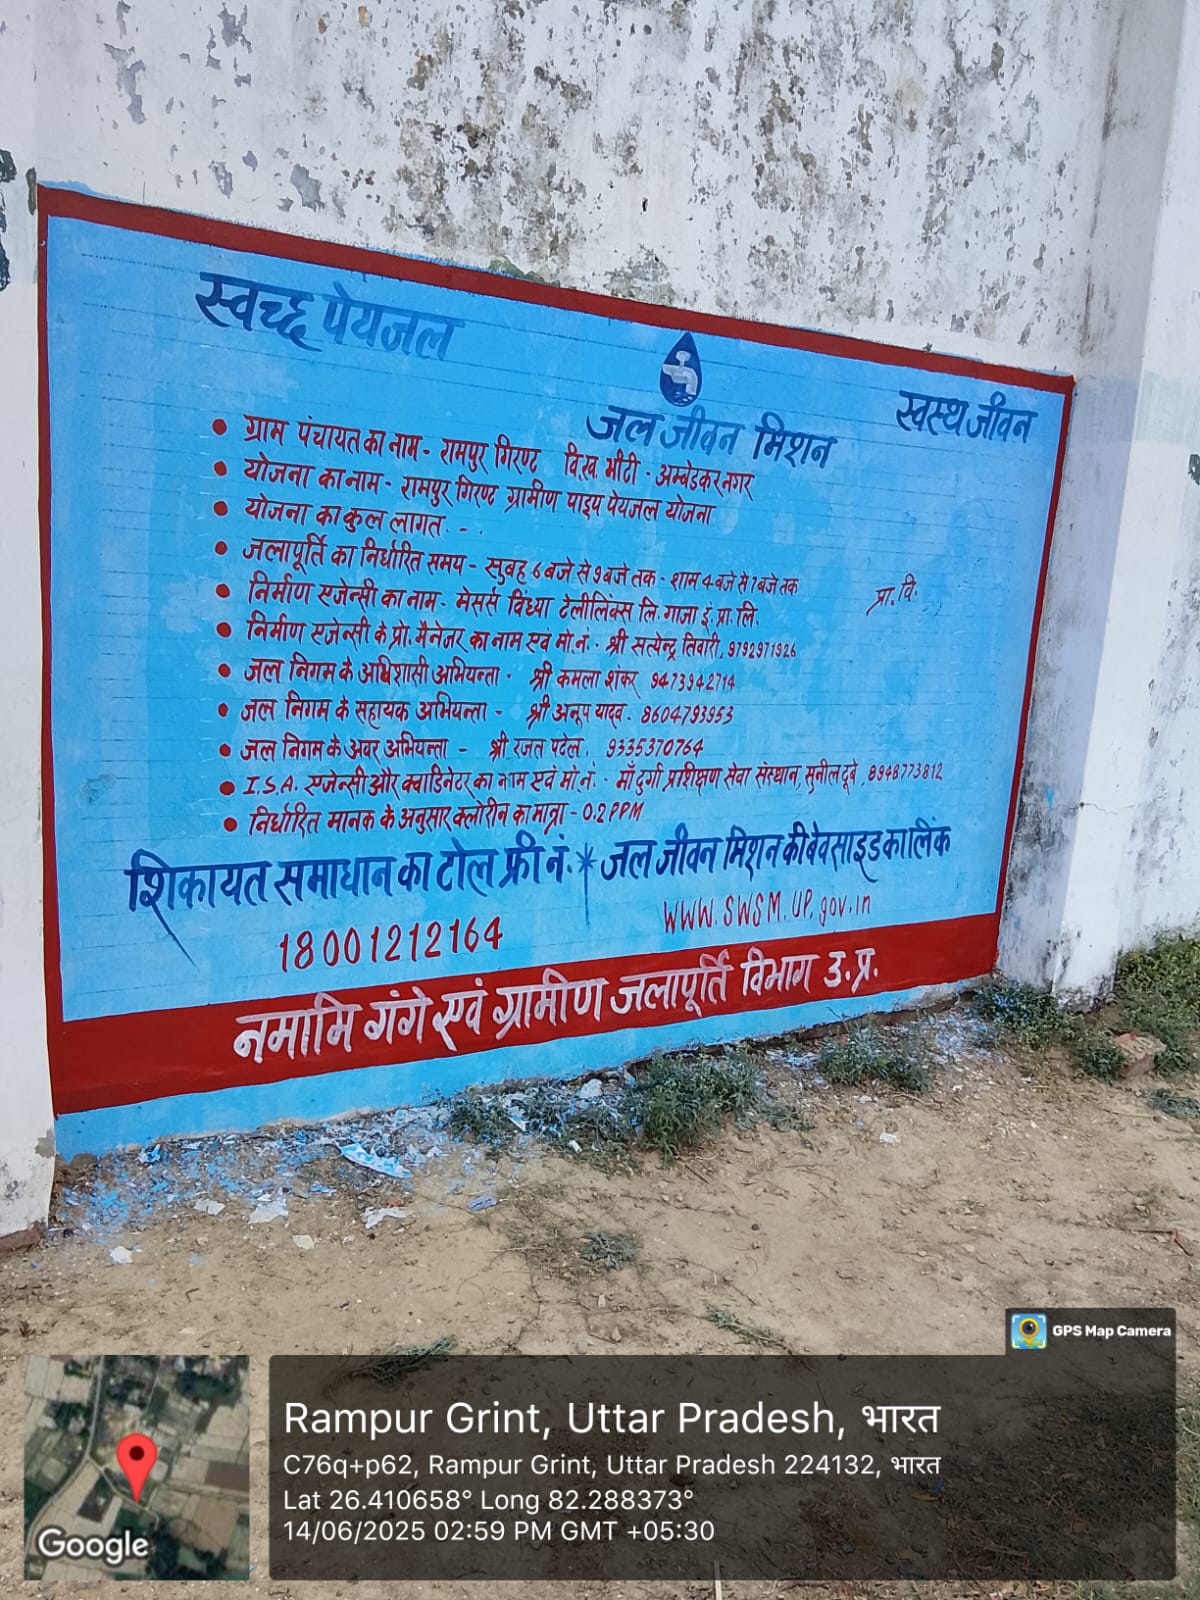 स्वच्छ पेयजल
जल जीवन मिशन
स्वस्थ जीवन
• ग्राम पंचायत का नाम - रामपुर गिरण्ट वि.ख. भीटी - अम्बेडकर नगर
• योजना का नाम - रामपुर गिरण्ट ग्रामीण पाइप पेयजल योजना
• योजना का कुल लागत - -
• जलापूर्ति का निर्धारित समय - सुबह 6 बजे से 9 बजे तक - शाम 4 बजे से 7 बजे तक
प्रा. वि.
• निर्माण एजेन्सी का नाम - मेसर्स विंध्या टेलीलिंक्स लि. गाजा इं. प्रा. लि.
• निर्माण एजेन्सी के प्रो. मैनेजर का नाम एवं मो. नं. - श्री सत्येन्द्र तिवारी, 9792971926
• जल निगम के अधिशासी अभियन्ता - श्री कमला शंकर 9473942714
• जल निगम के सहायक अभियन्ता - श्री अनूप यादव - 8604793953
• जल निगम के अवर अभियन्ता - श्री रजत पटेल. 9335370764
• I.S.A. एजेन्सी और क्वाडिनेटर का नाम एवं मो. नं. - माँ दुर्गा प्रशिक्षण सेवा संस्थान, सुनील दूबे, 8948773812
• निर्धारित मानक के अनुसार क्लोरीन का मात्रा - 0.2 PPM
शिकायत समाधान का टोल फ्री नं. * जल जीवन मिशन की बेवसाइड का लिंक
18001212164
WWW.SWSM.UP.gov.in
नमामि गंगे एवं ग्रामीण जलापूर्ति विभाग उ. प्र.
GPS Map Camera
Rampur Grint, Uttar Pradesh, भारत
C76q+p62, Rampur Grint, Uttar Pradesh 224132, भारत
Lat 26.410658° Long 82.288373°
14/06/2025 02:59 PM GMT +05:30
Google